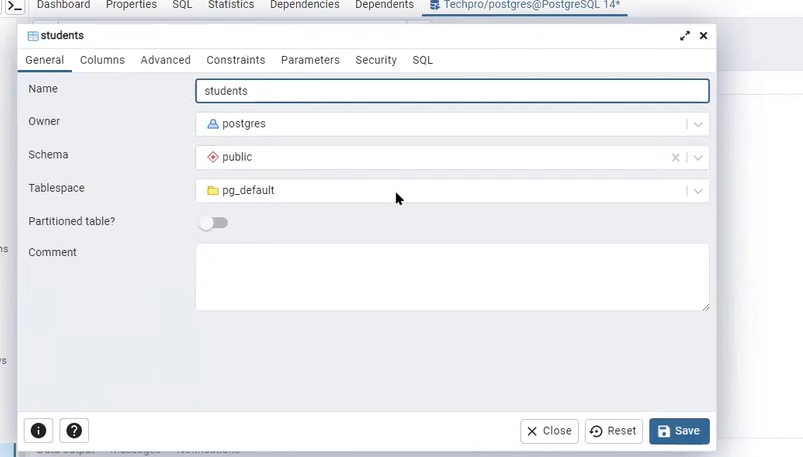 Dashboard Properties SQL Statistics Dependencies Dependents Techpro/postgres@PostgreSQL 14*
students
General Columns Advanced Constraints Parameters Security SQL
Name students
Owner postgres
Schema public
Tablespace pg_default
Partitioned table?
Comment
Close Reset Save